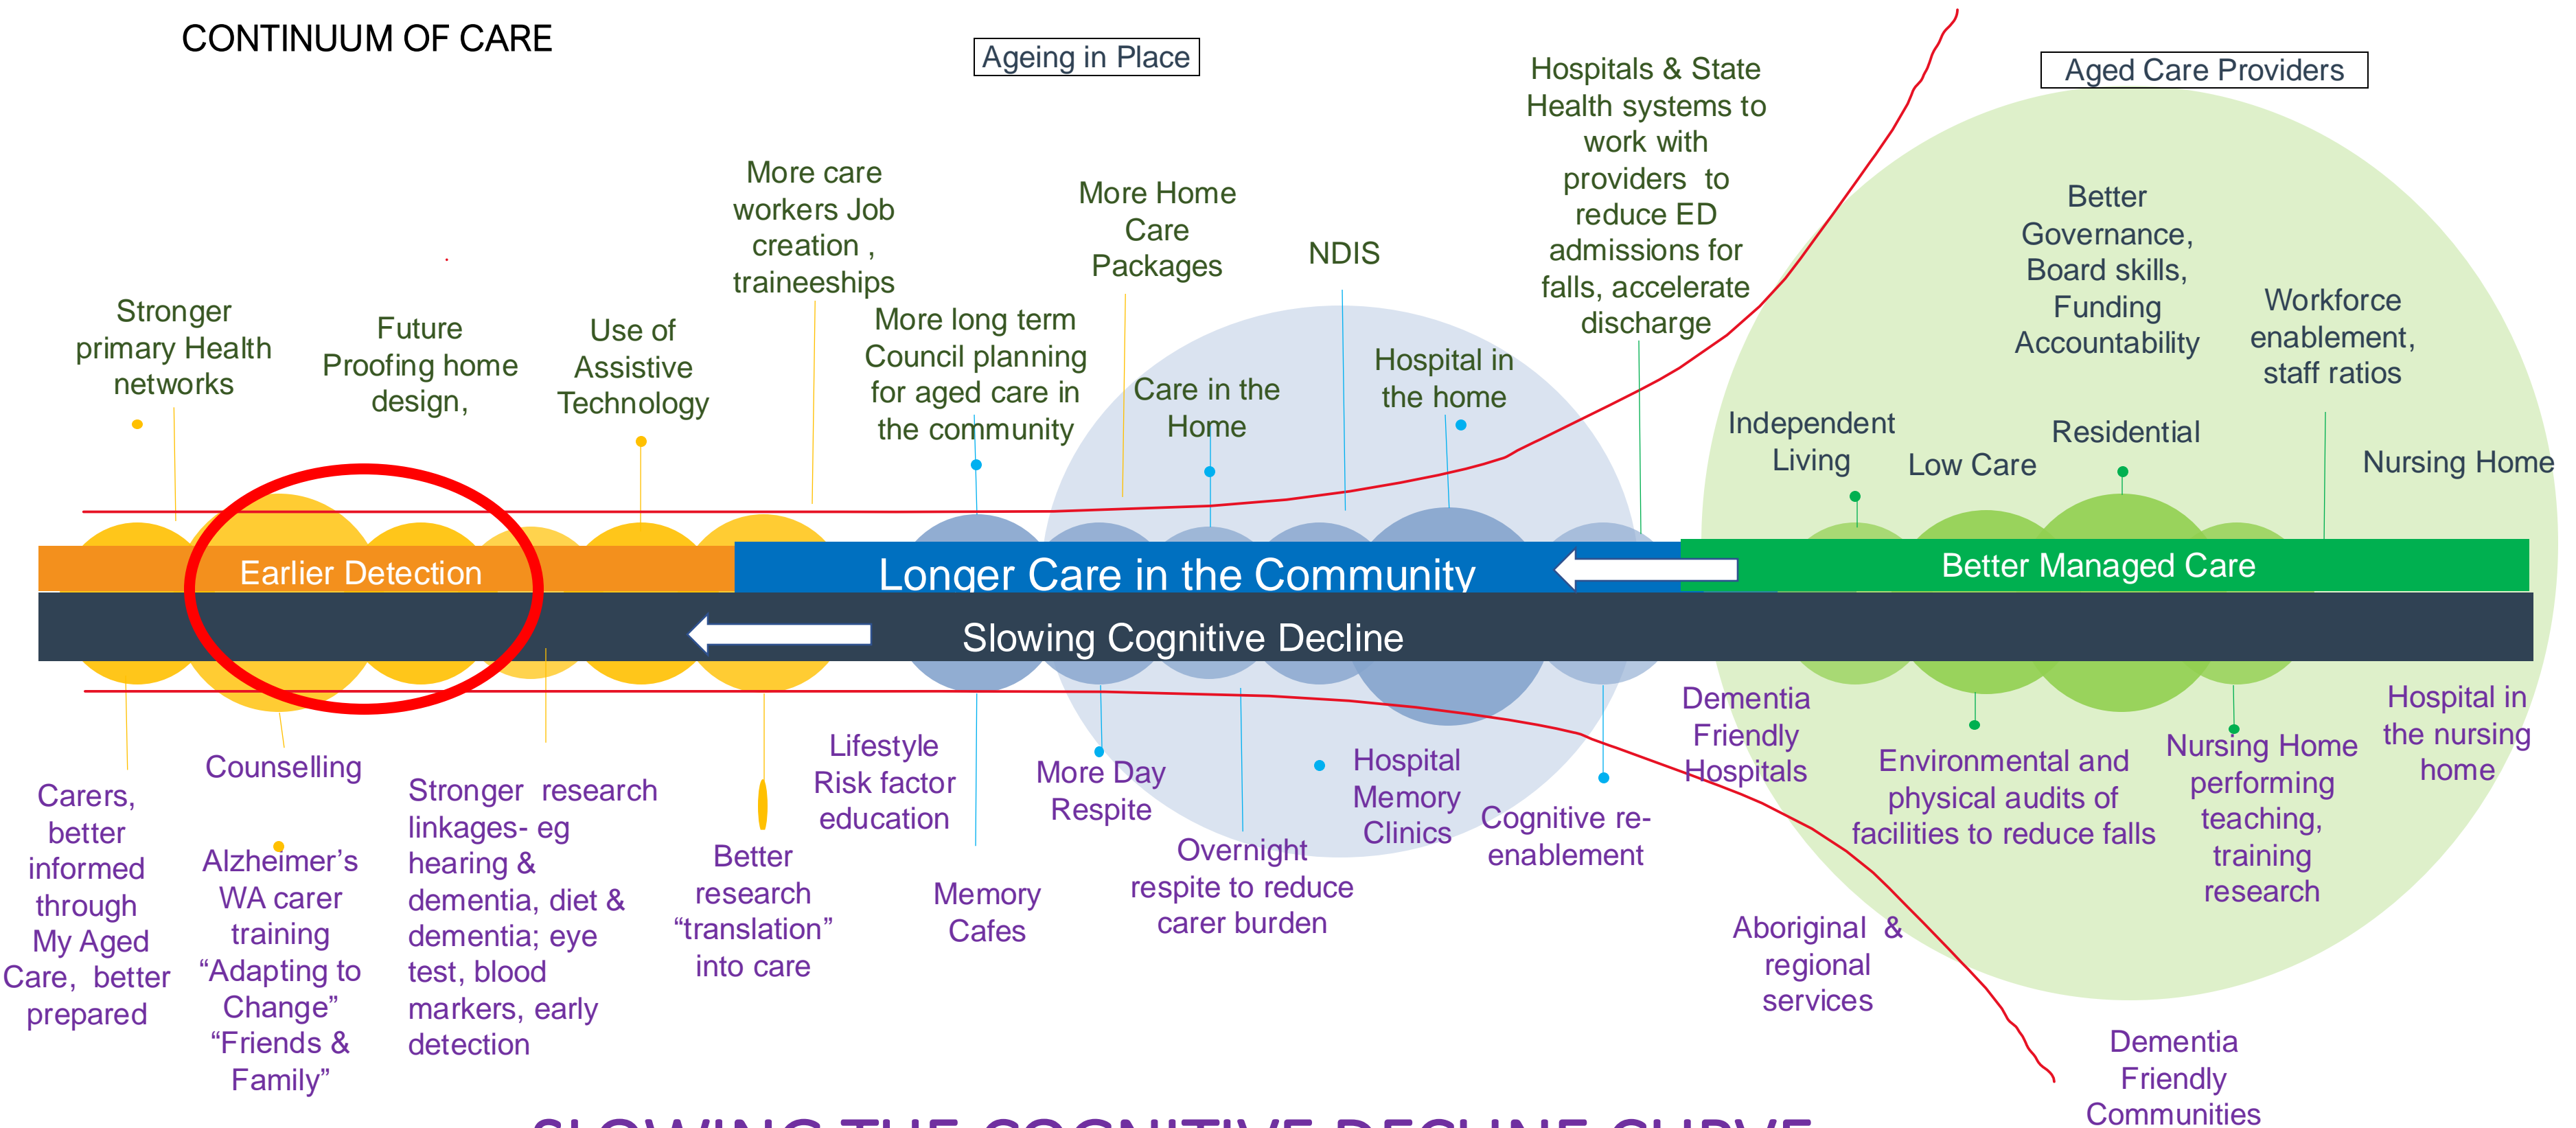 CONTINUUM OF CARE
Ageing in Place
Aged Care Providers
Hospitals & State
Health systems to
work with
providers to
reduce ED
admissions for
falls, accelerate
discharge
More care
workers Job
creation ,
traineeships
More Home
Care
Packages
NDIS
Better
Governance,
Board skills,
Funding
Accountability
Workforce
enablement,
staff ratios
Stronger
primary Health
networks
Future
Proofing home
design,
Use of
Assistive
Technology
More long term
Council planning
for aged care in
the community
Care in the
Home
Hospital in
the home
Independent
Living
Low Care
Residential
Nursing Home
Earlier Detection
Longer Care in the Community
Better Managed Care
Slowing Cognitive Decline
Carers,
better
informed
through
My Aged
Care, better
prepared
Counselling
Alzheimer’s
WA carer
training
“Adapting to
Change”
“Friends &
Family”
Stronger research
linkages- eg
hearing &
dementia, diet &
dementia; eye
test, blood
markers, early
detection
Better
research
“translation”
into care
Lifestyle
Risk factor
education
Memory
Cafes
More Day
Respite
Overnight
respite to reduce
carer burden
Hospital
Memory
Clinics
Cognitive re-
enablement
Dementia
Friendly
Hospitals
Aboriginal &
regional
services
Environmental and
physical audits of
facilities to reduce falls
Nursing Home
performing
teaching,
training
research
Hospital in
the nursing
home
Dementia
Friendly
Communities
SLOWING THE COGNITIVE DECLINE CURVE